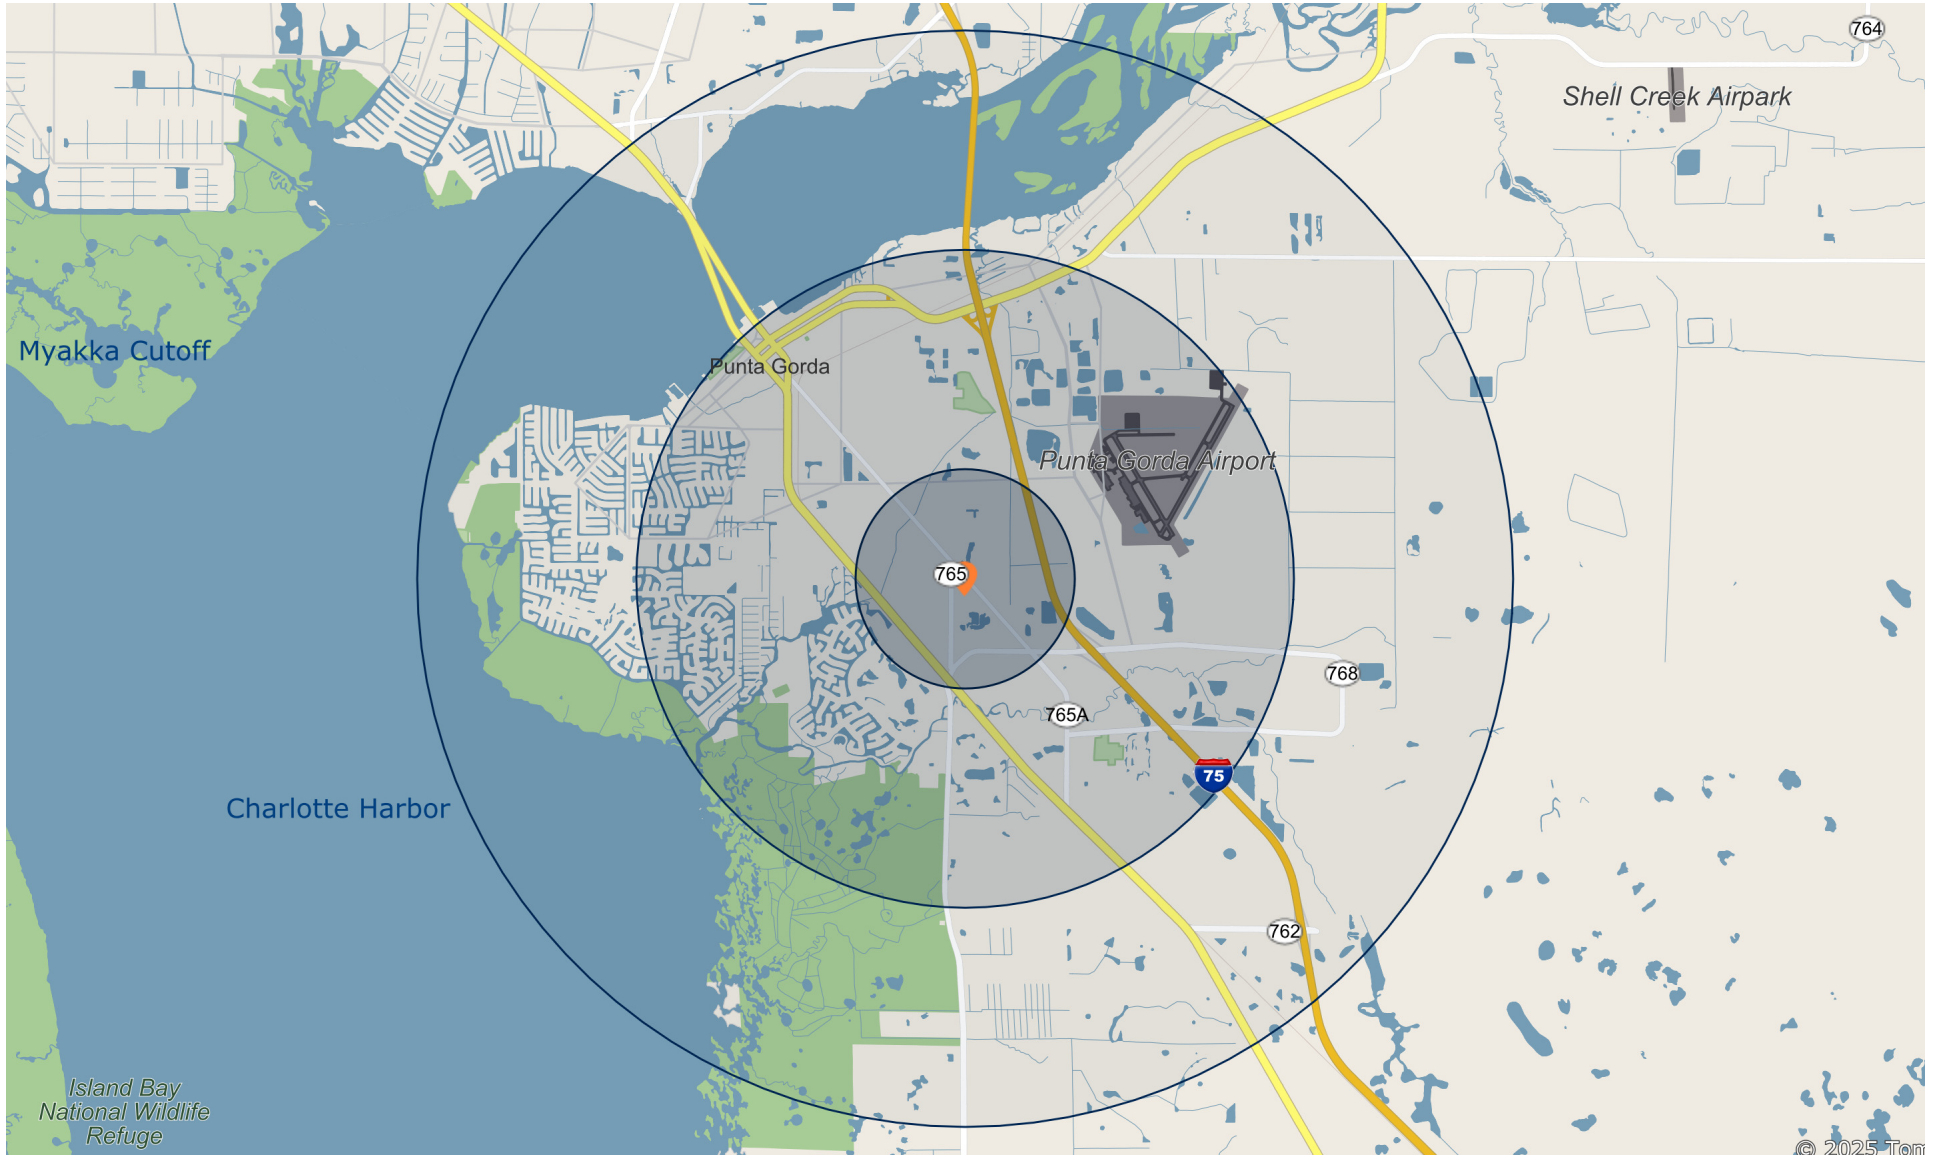 764
Shell Creek Airpark
Myakka Cutoff
Punta Gorda
Punta Gorda Airport
765
768
765A
75
Charlotte Harbor
762
Island Bay
National Wildlife
Refuge
© 2025 Tom